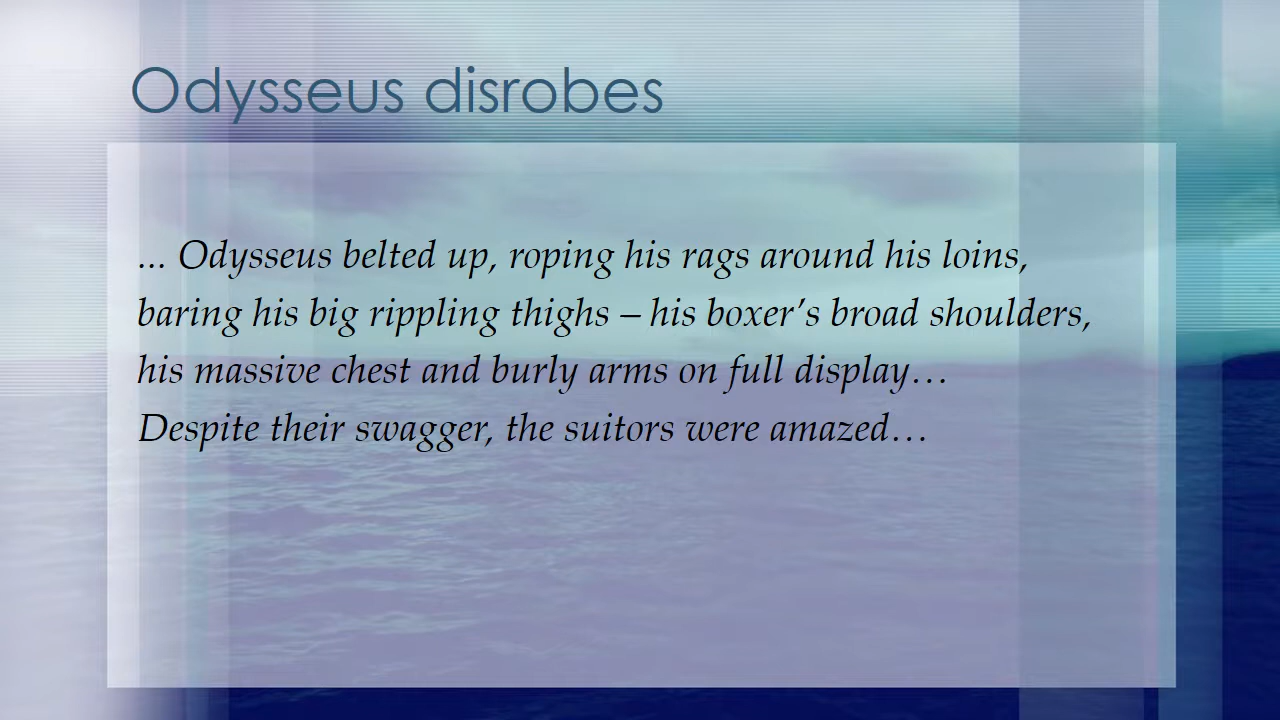 Odysseus disrobes
... Odysseus belted up, roping his rags around his loins,
baring his big rippling thighs – his boxer’s broad shoulders,
his massive chest and burly arms on full display…
Despite their swagger, the suitors were amazed…